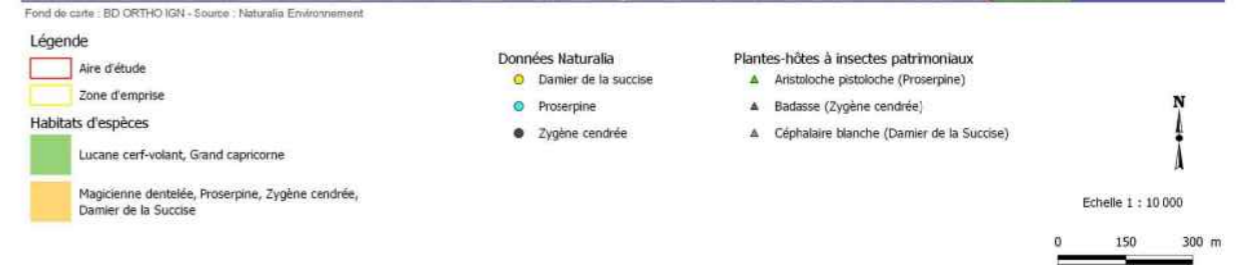 Fond de carte : BD ORTHO IGN - Source : Naturalia Environnement
Légende
Aire d'étude
Zone d'emprise
Habitats d'espèces
Lucane cerf-volant, Grand capricorne
Magicienne dentelée, Proserpine, Zygène cendrée,
Damier de la Succise
Données Naturalia
Damier de la succise
Proserpine
Zygène cendrée
Plantes-hôtes à insectes patrimoniaux
Aristoloche pistoloche (Proserpine)
Badasse (Zygène cendrée)
Céphalaire blanche (Damier de la Succise)
N
Echelle 1 : 10 000
0 150 300 m